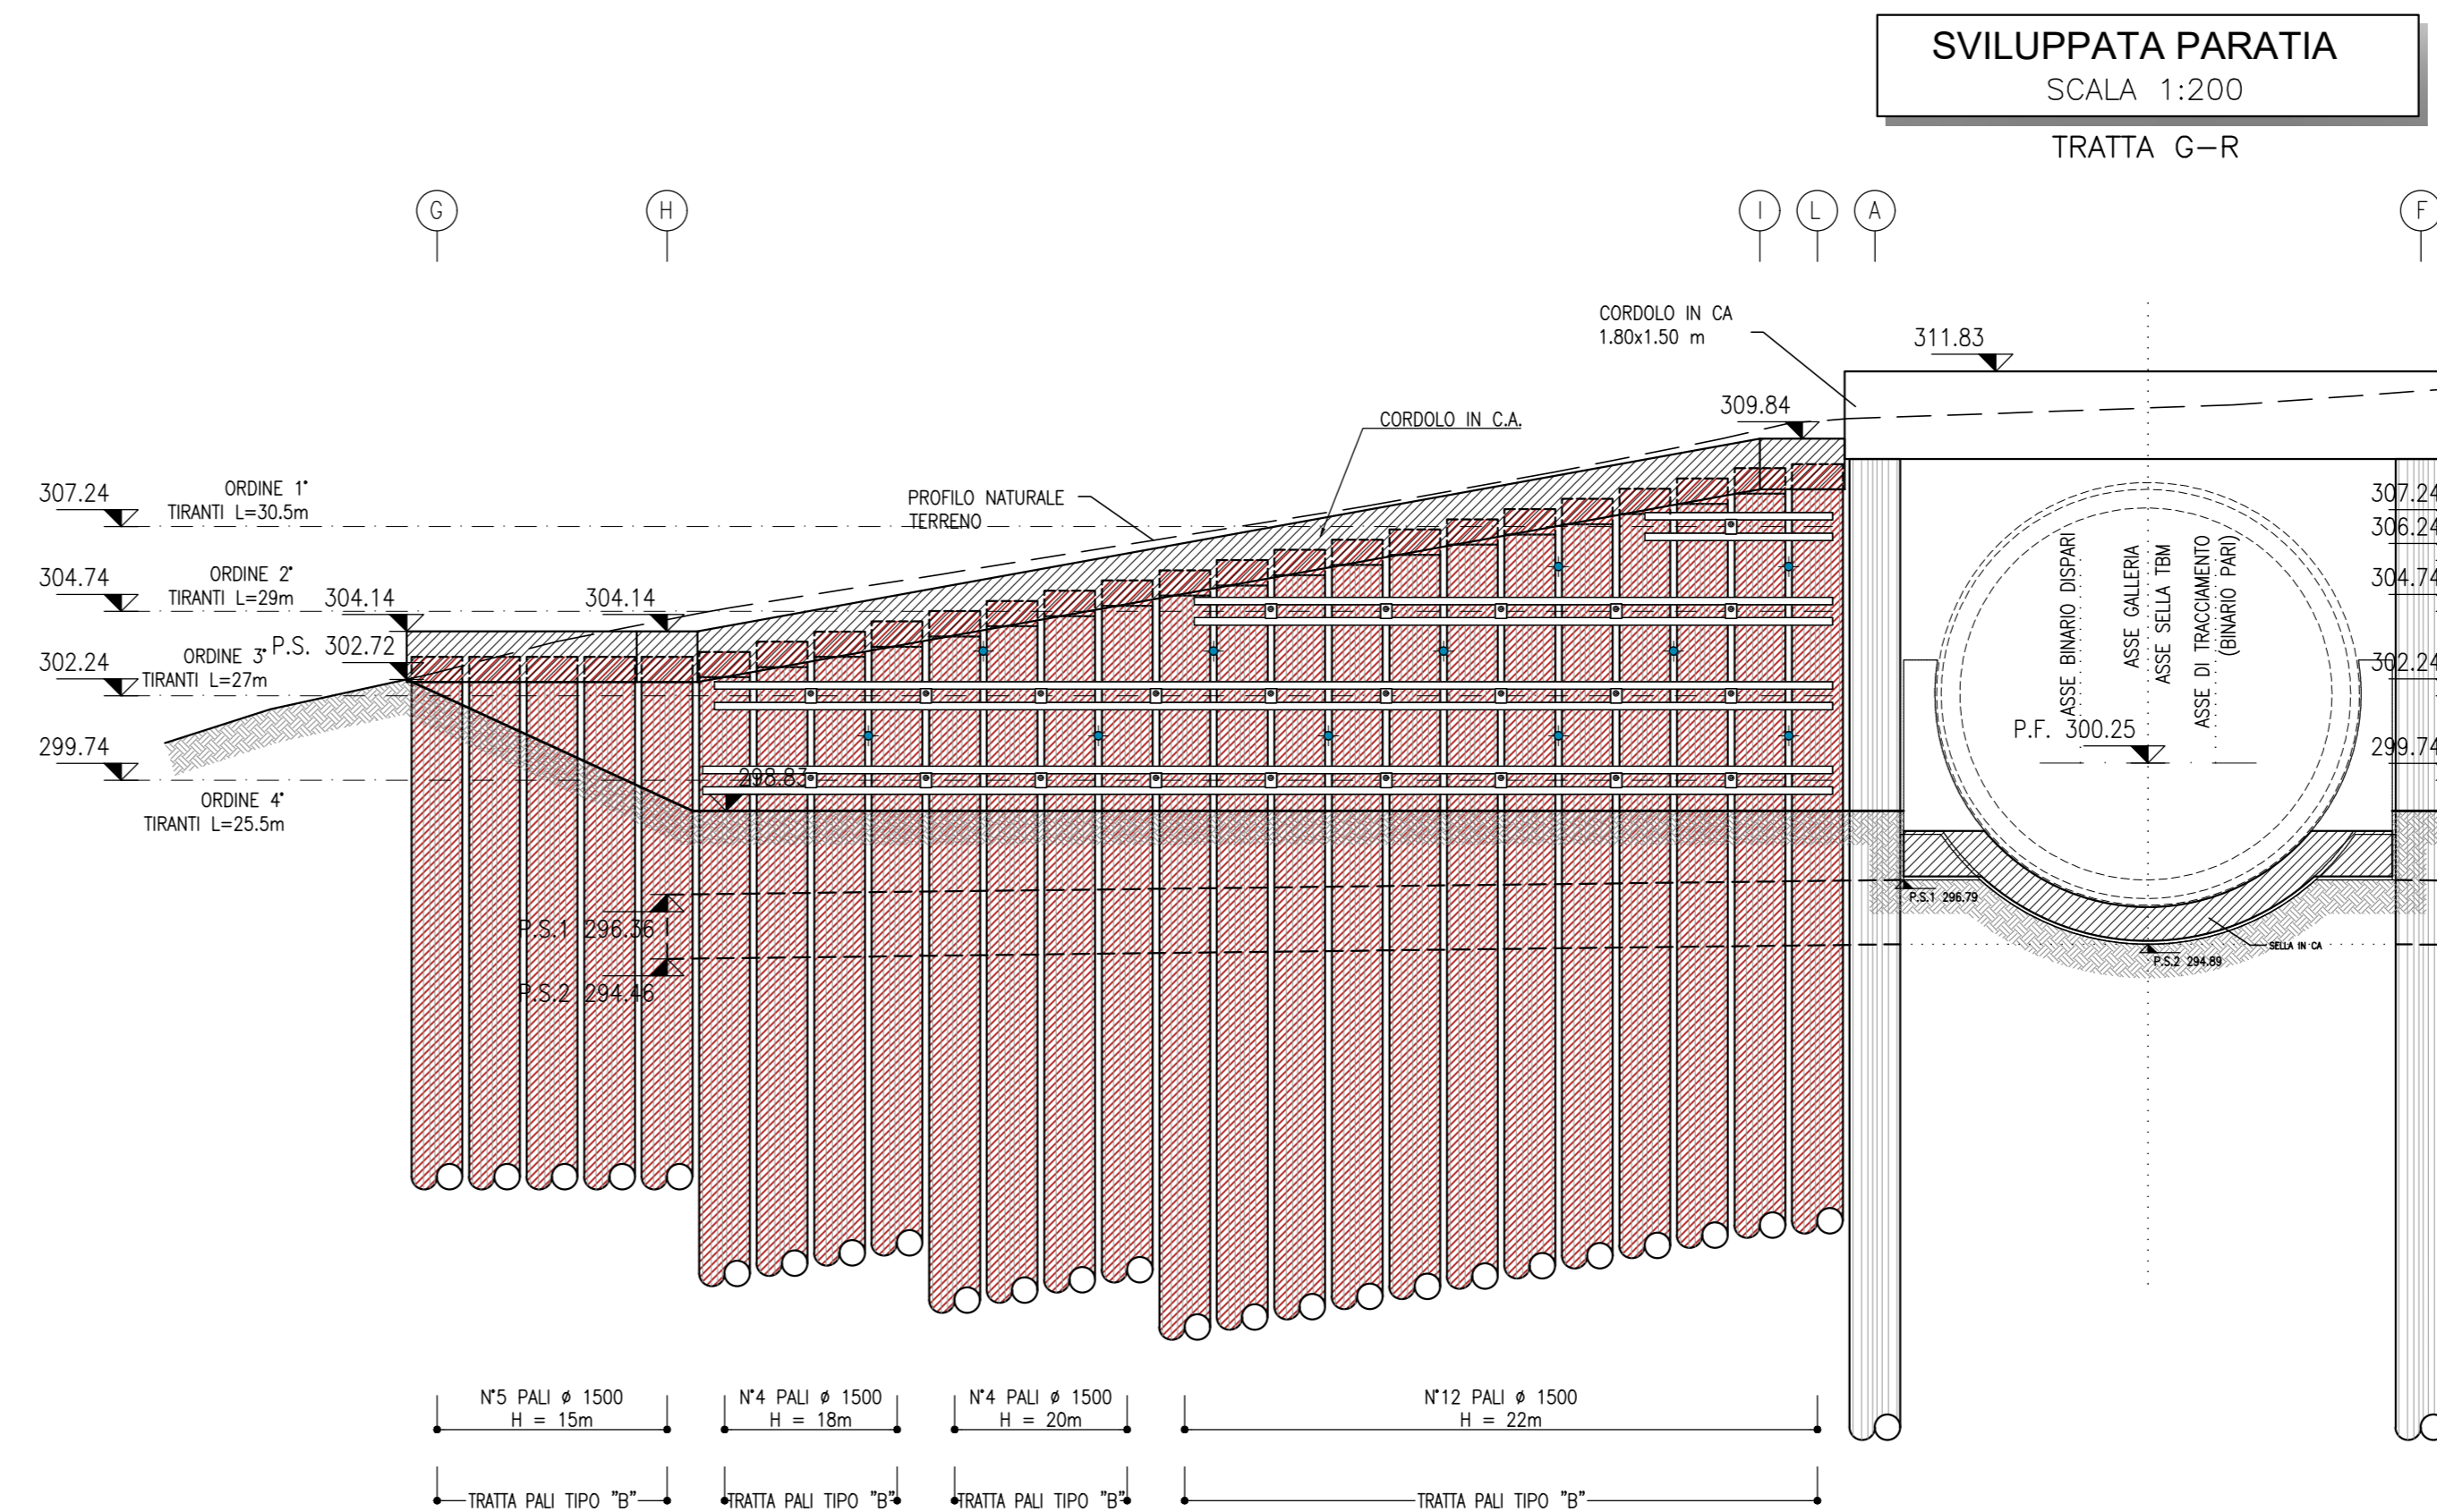 SVILUPPATA PARATIA
SCALA 1:200
TRATTA G-R
G
H
I
L
A
F
CORDOLO IN CA
1.80x1.50 m
311.83
309.84
CORDOLO IN C.A.
PROFILO NATURALE
TERRENO
307.24
ORDINE 1°
TIRANTI L=30.5m
304.74
ORDINE 2°
TIRANTI L=29m
304.14
304.14
P.S. 302.72
302.24
ORDINE 3°
TIRANTI L=27m
299.74
ORDINE 4°
TIRANTI L=25.5m
298.83
307.24
306.24
304.74
302.24
299.74
ASSE BINARIO DISPARI
ASSE GALLERIA
ASSE SELLA TBM
ASSE DI TRACCIAMENTO
(BINARIO PARI)
P.F. 300.25
P.S.1 296.36
P.S.2 294.46
P.S.1 296.79
SELLA IN CA
P.S.2 294.89
N°5 PALI ø 1500
H = 15m
N°4 PALI ø 1500
H = 18m
N°4 PALI ø 1500
H = 20m
N°12 PALI ø 1500
H = 22m
TRATTA PALI TIPO "B"
TRATTA PALI TIPO "B"
TRATTA PALI TIPO "B"
TRATTA PALI TIPO "B"